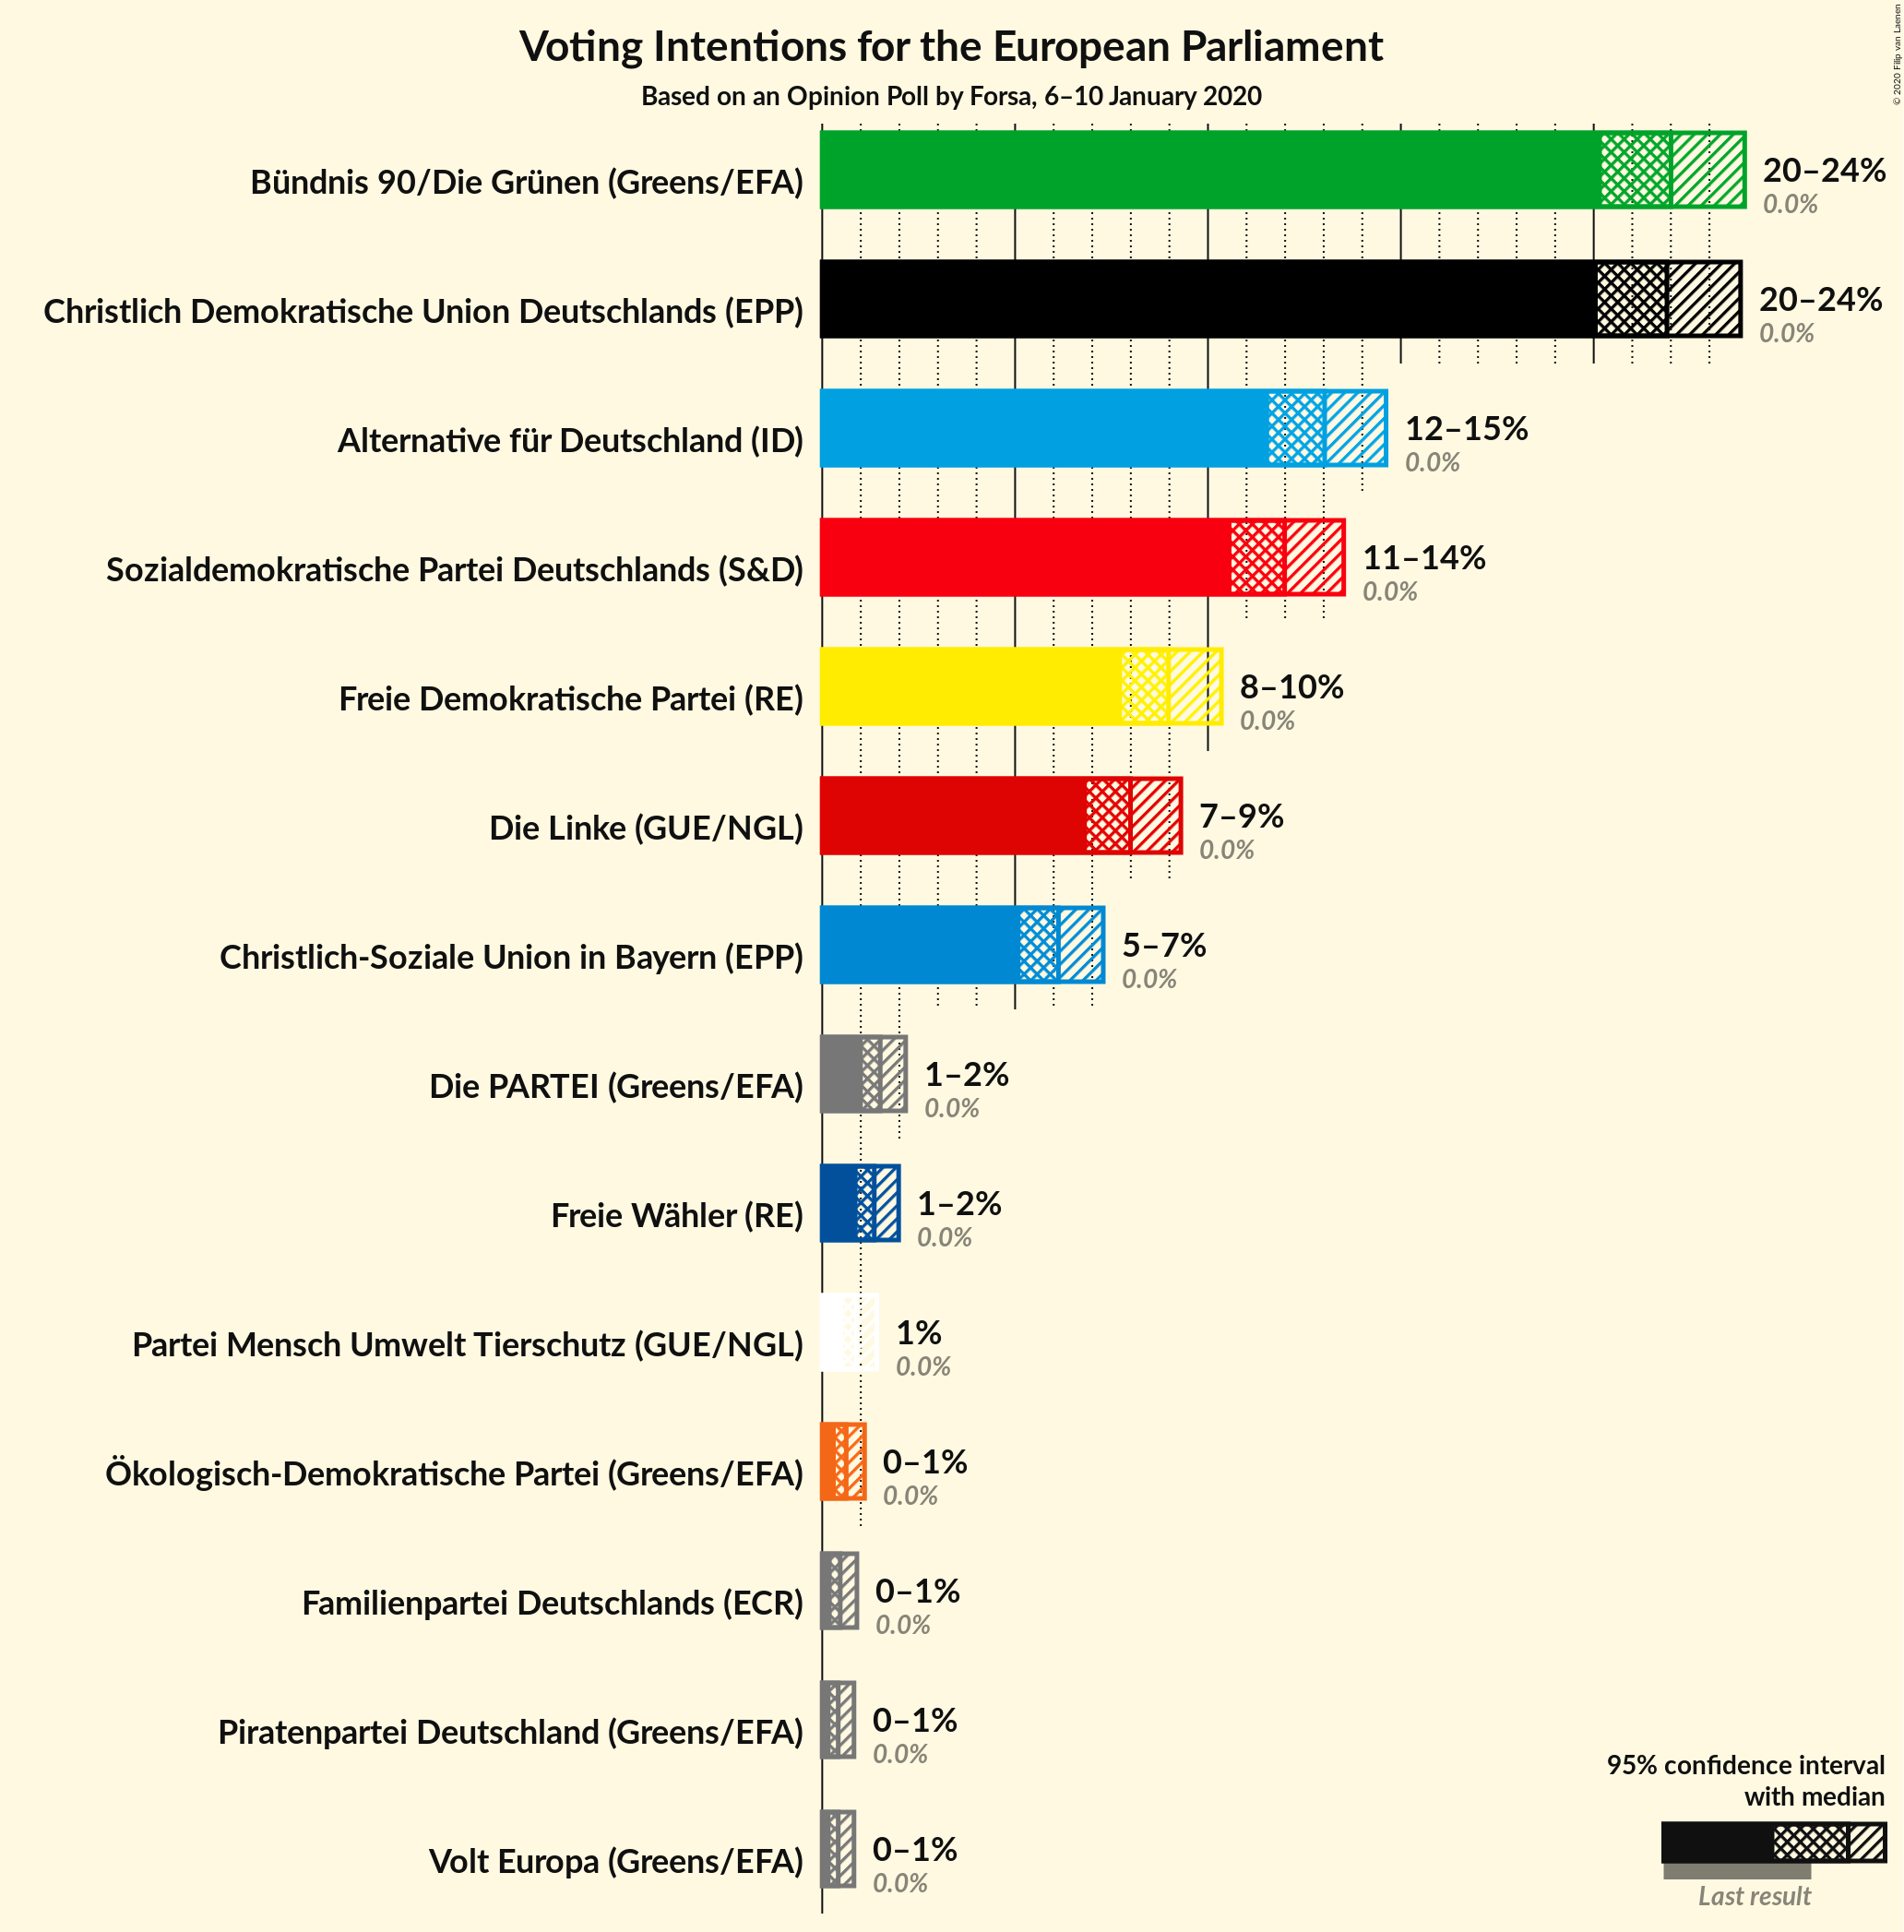 Voting Intentions for the European Parliament
Based on an Opinion Poll by Forsa, 6–10 January 2020
© 2020 Filip van Laenen
Bündnis 90/Die Grünen (Greens/EFA)
20–24%
0.0%
Christlich Demokratische Union Deutschlands (EPP)
20–24%
0.0%
Alternative für Deutschland (ID)
12–15%
0.0%
Sozialdemokratische Partei Deutschlands (S&D)
11–14%
0.0%
Freie Demokratische Partei (RE)
8–10%
0.0%
Die Linke (GUE/NGL)
7–9%
0.0%
Christlich-Soziale Union in Bayern (EPP)
5–7%
0.0%
Die PARTEI (Greens/EFA)
1–2%
0.0%
Freie Wähler (RE)
1–2%
0.0%
Partei Mensch Umwelt Tierschutz (GUE/NGL)
1%
0.0%
Ökologisch-Demokratische Partei (Greens/EFA)
0–1%
0.0%
Familienpartei Deutschlands (ECR)
0–1%
0.0%
Piratenpartei Deutschland (Greens/EFA)
0–1%
0.0%
Volt Europa (Greens/EFA)
0–1%
0.0%
95% confidence interval
with median
Last result